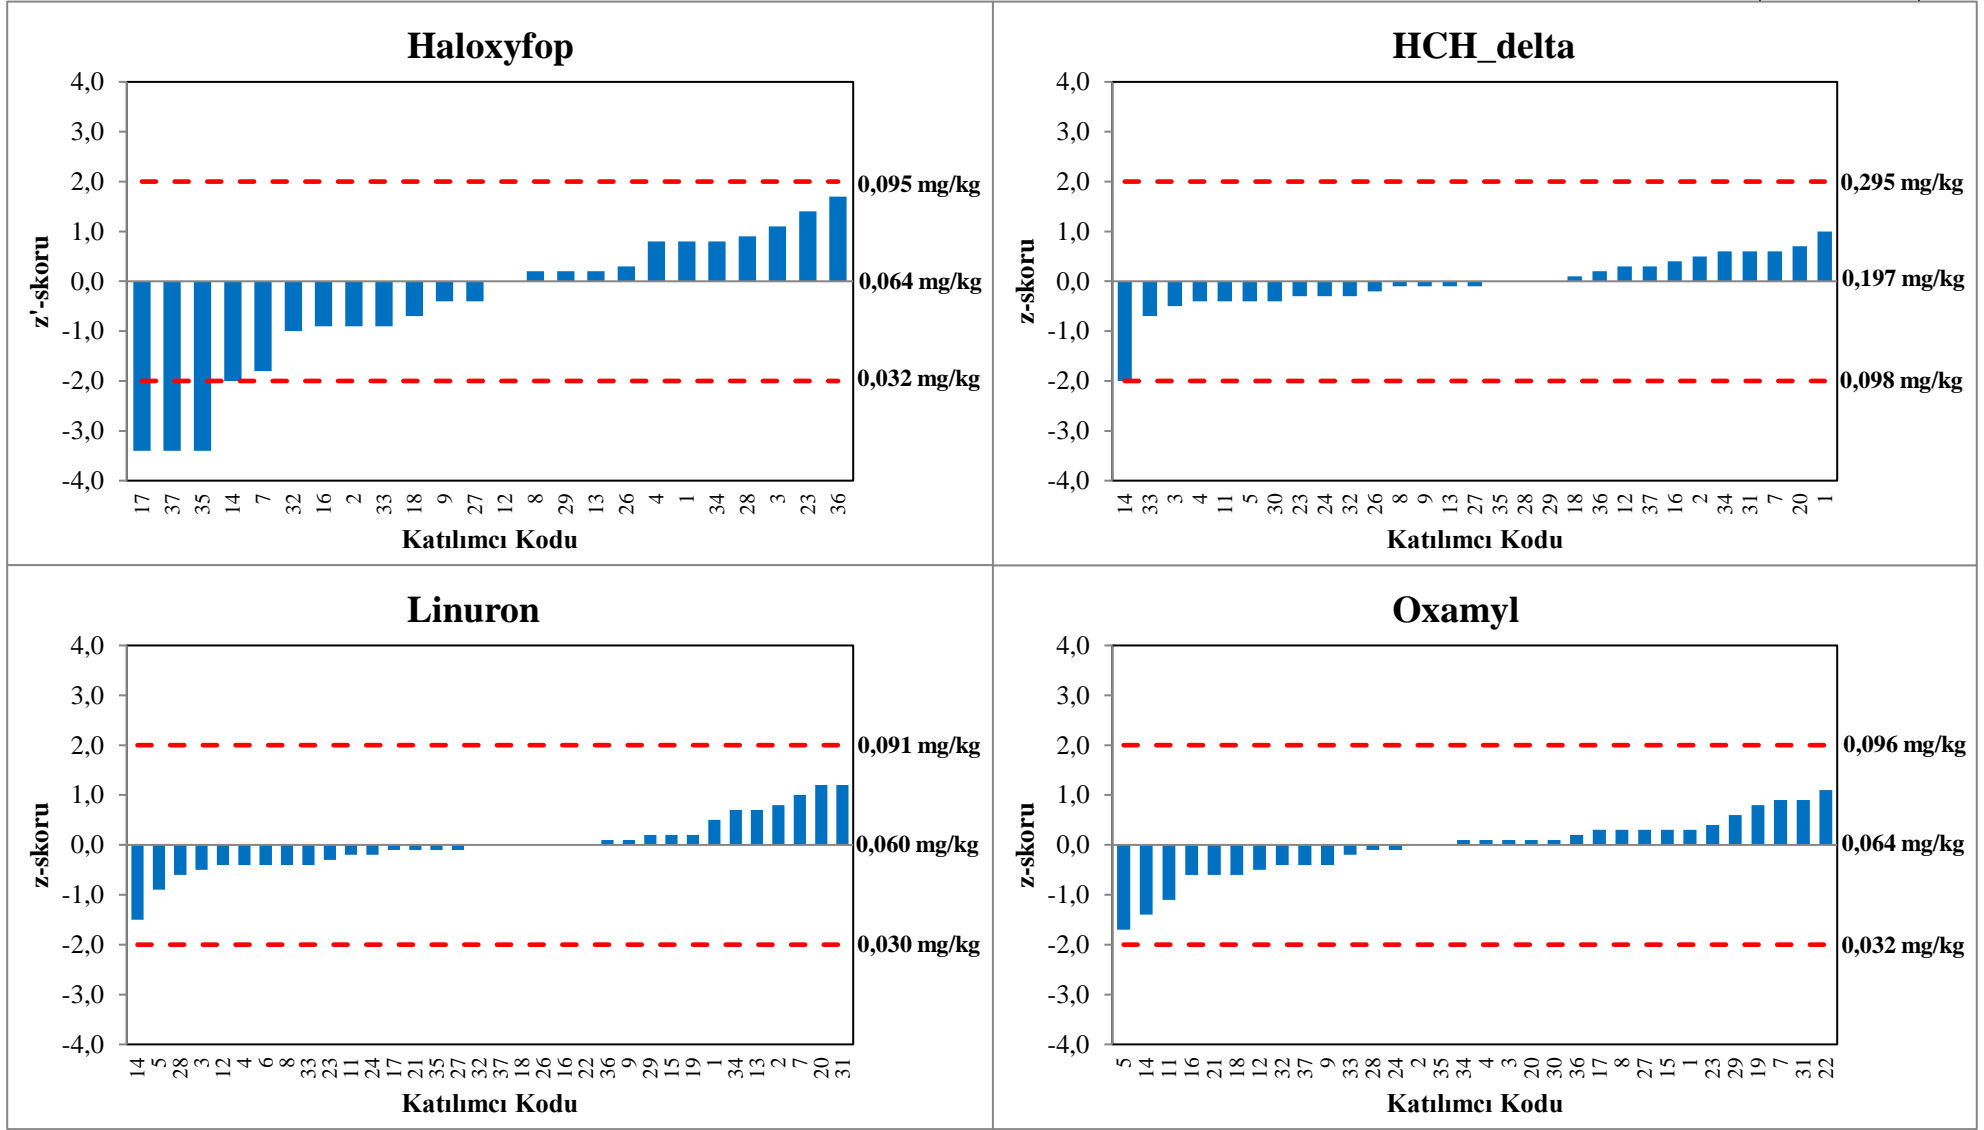 Haloxyfop
4,0
3,0
2,0
1,0
0,0
-1,0
-2,0
-3,0
-4,0
z'-skoru
0,095 mg/kg
0,064 mg/kg
0,032 mg/kg
17 37 35 14 7 32 16 2 33 18 9 27 12 8 29 13 26 4 1 34 28 3 23 36
Katılımcı Kodu
HCH_delta
4,0
3,0
2,0
1,0
0,0
-1,0
-2,0
-3,0
-4,0
z-skoru
0,295 mg/kg
0,197 mg/kg
0,098 mg/kg
14 33 3 4 11 5 30 23 24 32 26 8 9 13 27 35 28 29 18 36 12 37 16 2 34 31 7 20 1
Katılımcı Kodu
Linuron
4,0
3,0
2,0
1,0
0,0
-1,0
-2,0
-3,0
-4,0
z-skoru
0,091 mg/kg
0,060 mg/kg
0,030 mg/kg
14 5 28 3 12 4 6 8 33 23 11 24 17 21 35 27 32 37 18 26 16 22 36 9 29 15 19 1 34 13 2 7 20 31
Katılımcı Kodu
Oxamyl
4,0
3,0
2,0
1,0
0,0
-1,0
-2,0
-3,0
-4,0
z-skoru
0,096 mg/kg
0,064 mg/kg
0,032 mg/kg
5 14 11 16 21 18 12 32 37 9 33 28 24 2 35 34 4 3 20 30 36 17 8 27 15 1 23 29 19 7 31 22
Katılımcı Kodu